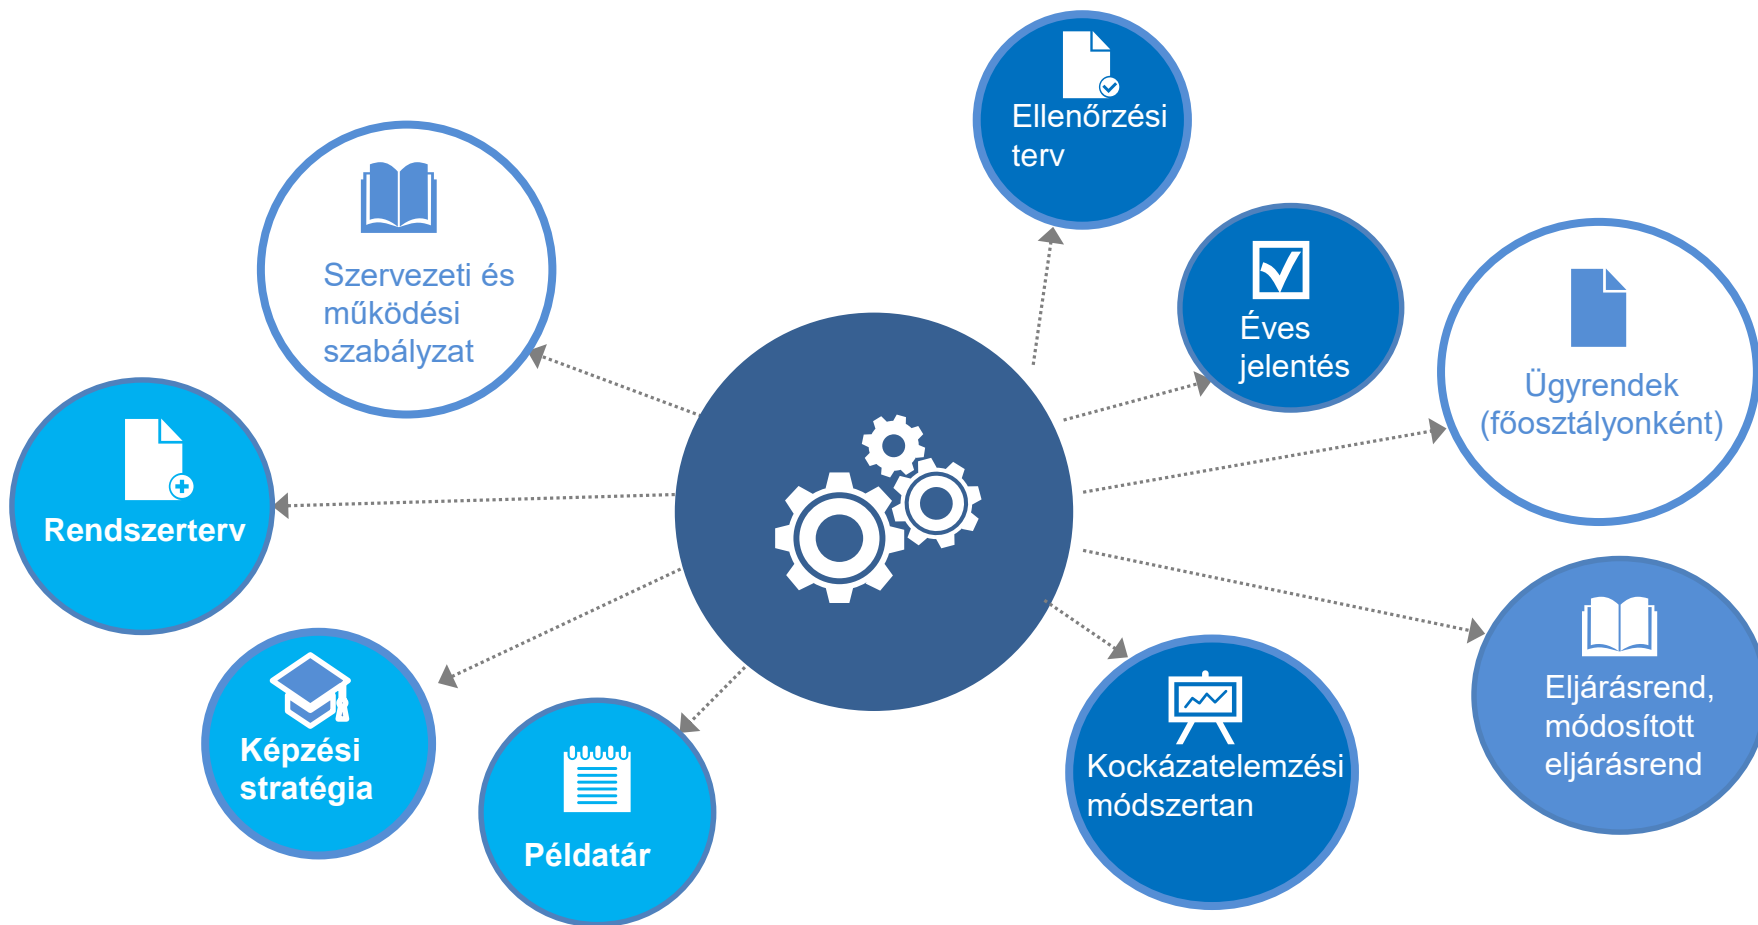 Ellenőrzési
terv
Szervezeti és
működési
szabályzat
Éves
jelentés
Ügyrendek
(főosztályonként)
Rendszerterv
Képzési
stratégia
Példatár
Kockázatelemzési
módszertan
Eljárásrend,
módosított
eljárásrend